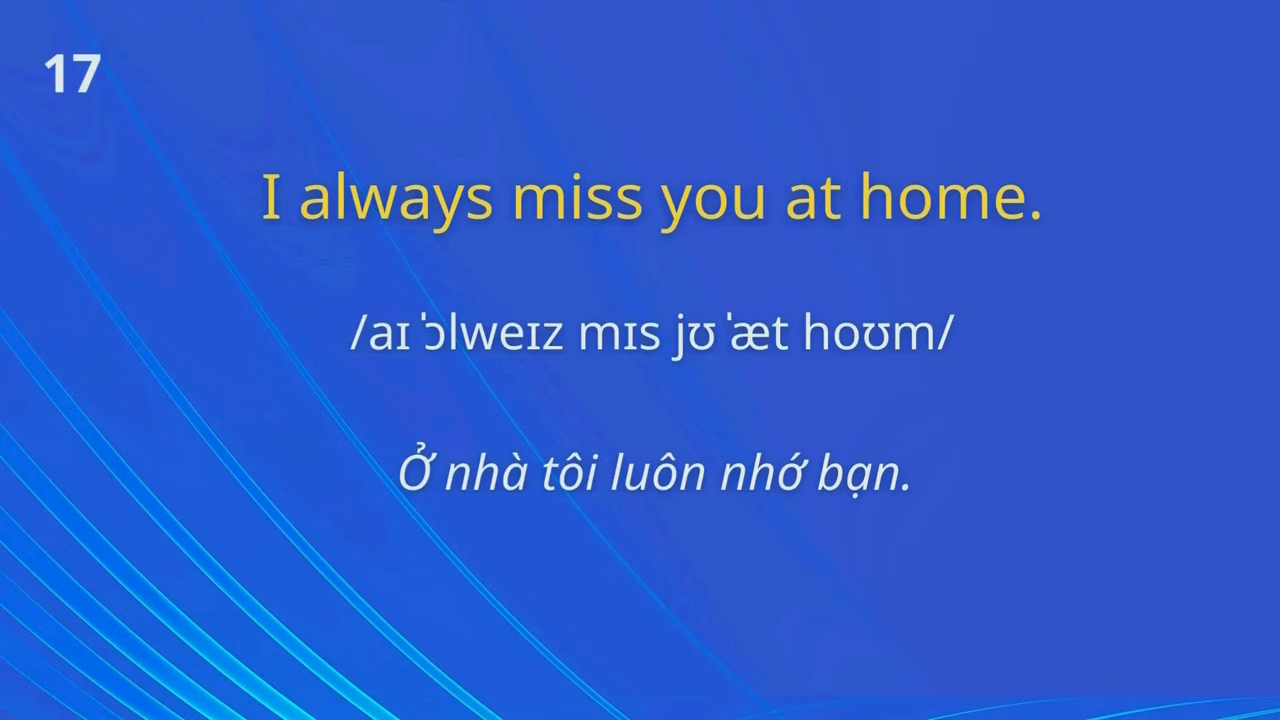 17
I always miss you at home.
/aɪ ˈɔlweɪz mɪs jʊ ˈæt hoʊm/
Ở nhà tôi luôn nhớ bạn.